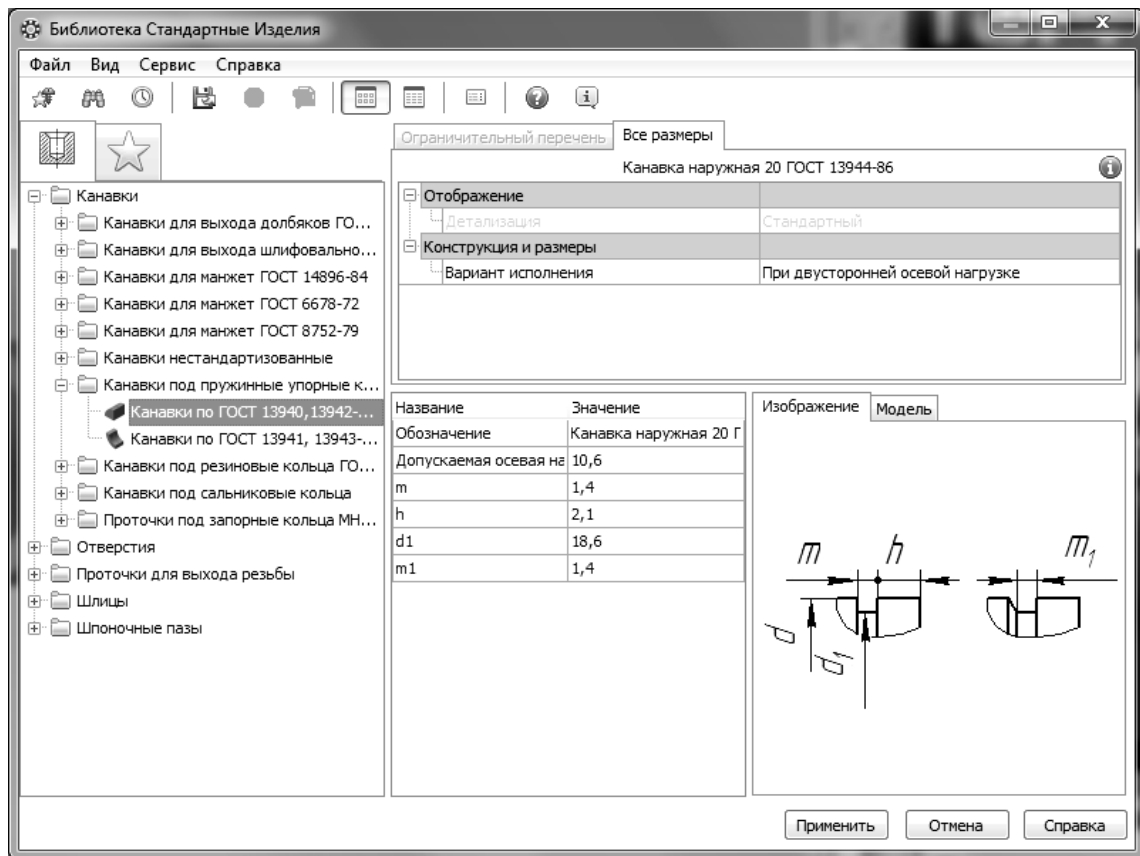 Библиотека Стандартные Изделия
Файл Вид Сервис Справка
Ограничительный перечень Все размеры
Канавка наружная 20 ГОСТ 13944-86
Канавки
Канавки для выхода долбяков ГО...
Канавки для выхода шлифовально...
Канавки для манжет ГОСТ 14896-84
Канавки для манжет ГОСТ 6678-72
Канавки для манжет ГОСТ 8752-79
Канавки нестандартизованные
Канавки под пружинные упорные к...
Канавки по ГОСТ 13940,13942-...
Канавки по ГОСТ 13941, 13943-...
Канавки под резиновые кольца ГО...
Канавки под сальниковые кольца
Проточки под запорные кольца МН...
Отверстия
Проточки для выхода резьбы
Шлицы
Шпоночные пазы
Отображение
Детализация Стандартный
Конструкция и размеры
Вариант исполнения При двусторонней осевой нагрузке
Название Значение
Обозначение Канавка наружная 20 Г
Допускаемая осевая на 10,6
m 1,4
h 2,1
d1 18,6
m1 1,4
Изображение Модель
m h m1
d d1
Применить Отмена Справка